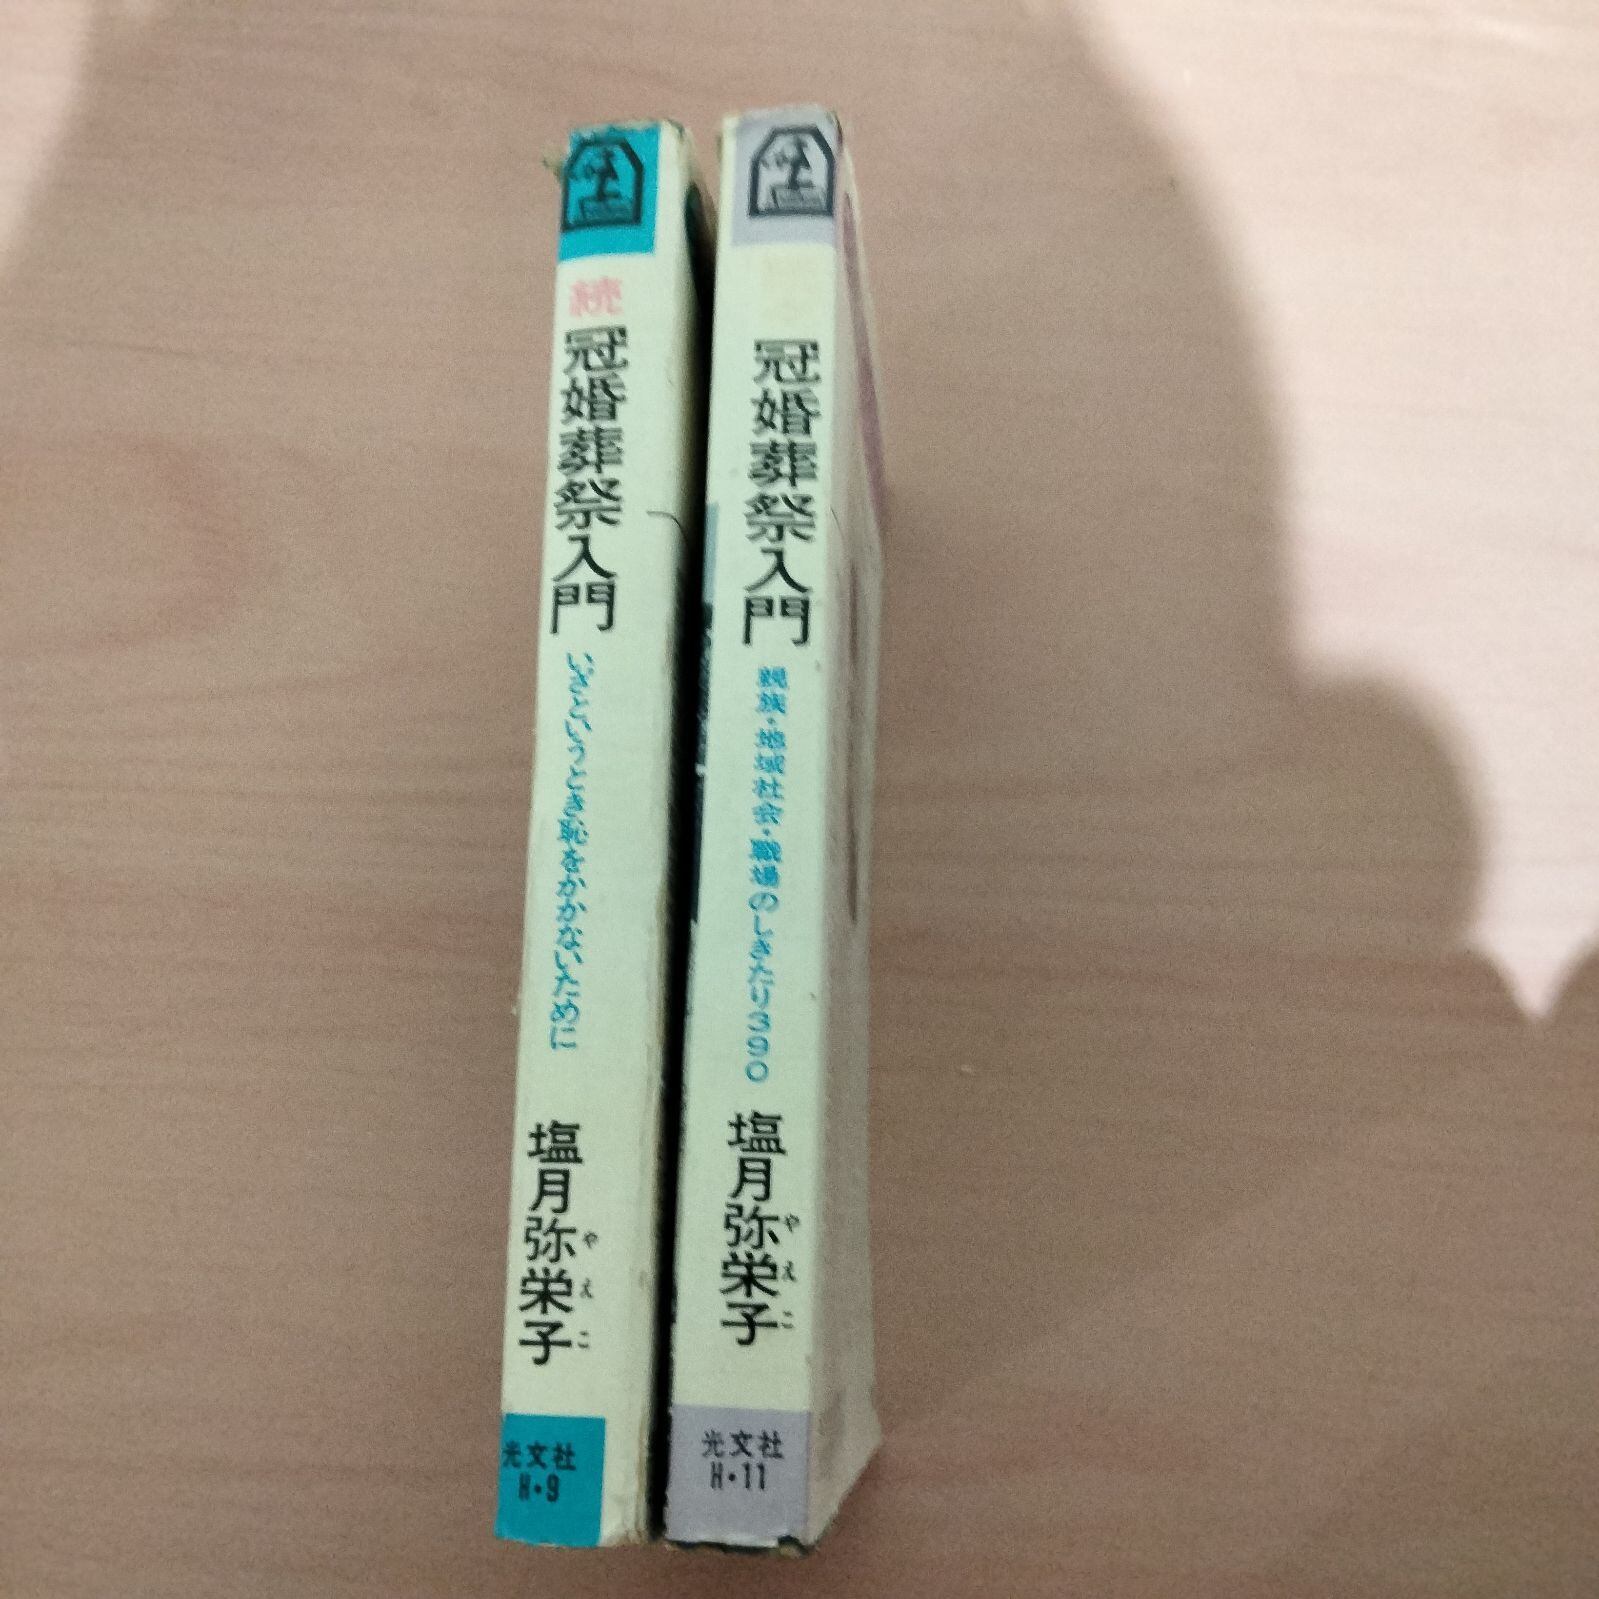 続
冠婚葬祭入門
いざというとき恥をかかないために
塩月弥栄子
やえこ
光文社
H・9
冠婚葬祭入門
親族・地域社会・職場のしきたり390
塩月弥栄子
やえこ
光文社
H・11